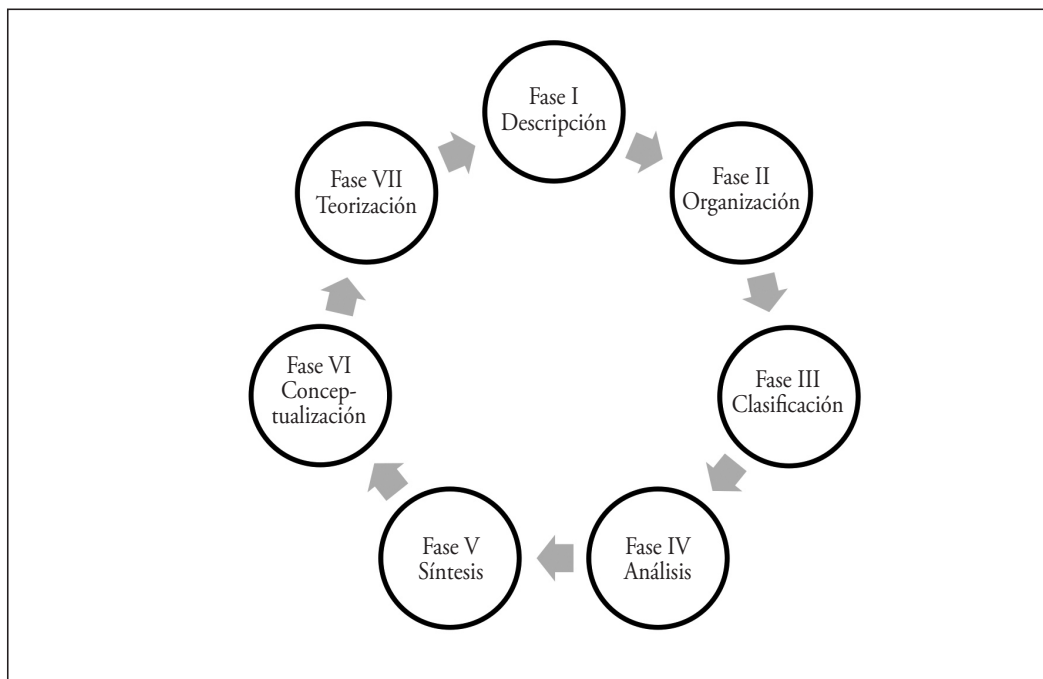 Fase I
Descripción
Fase II
Organización
Fase III
Clasificación
Fase IV
Análisis
Fase V
Síntesis
Fase VI
Concep-
tualización
Fase VII
Teorización